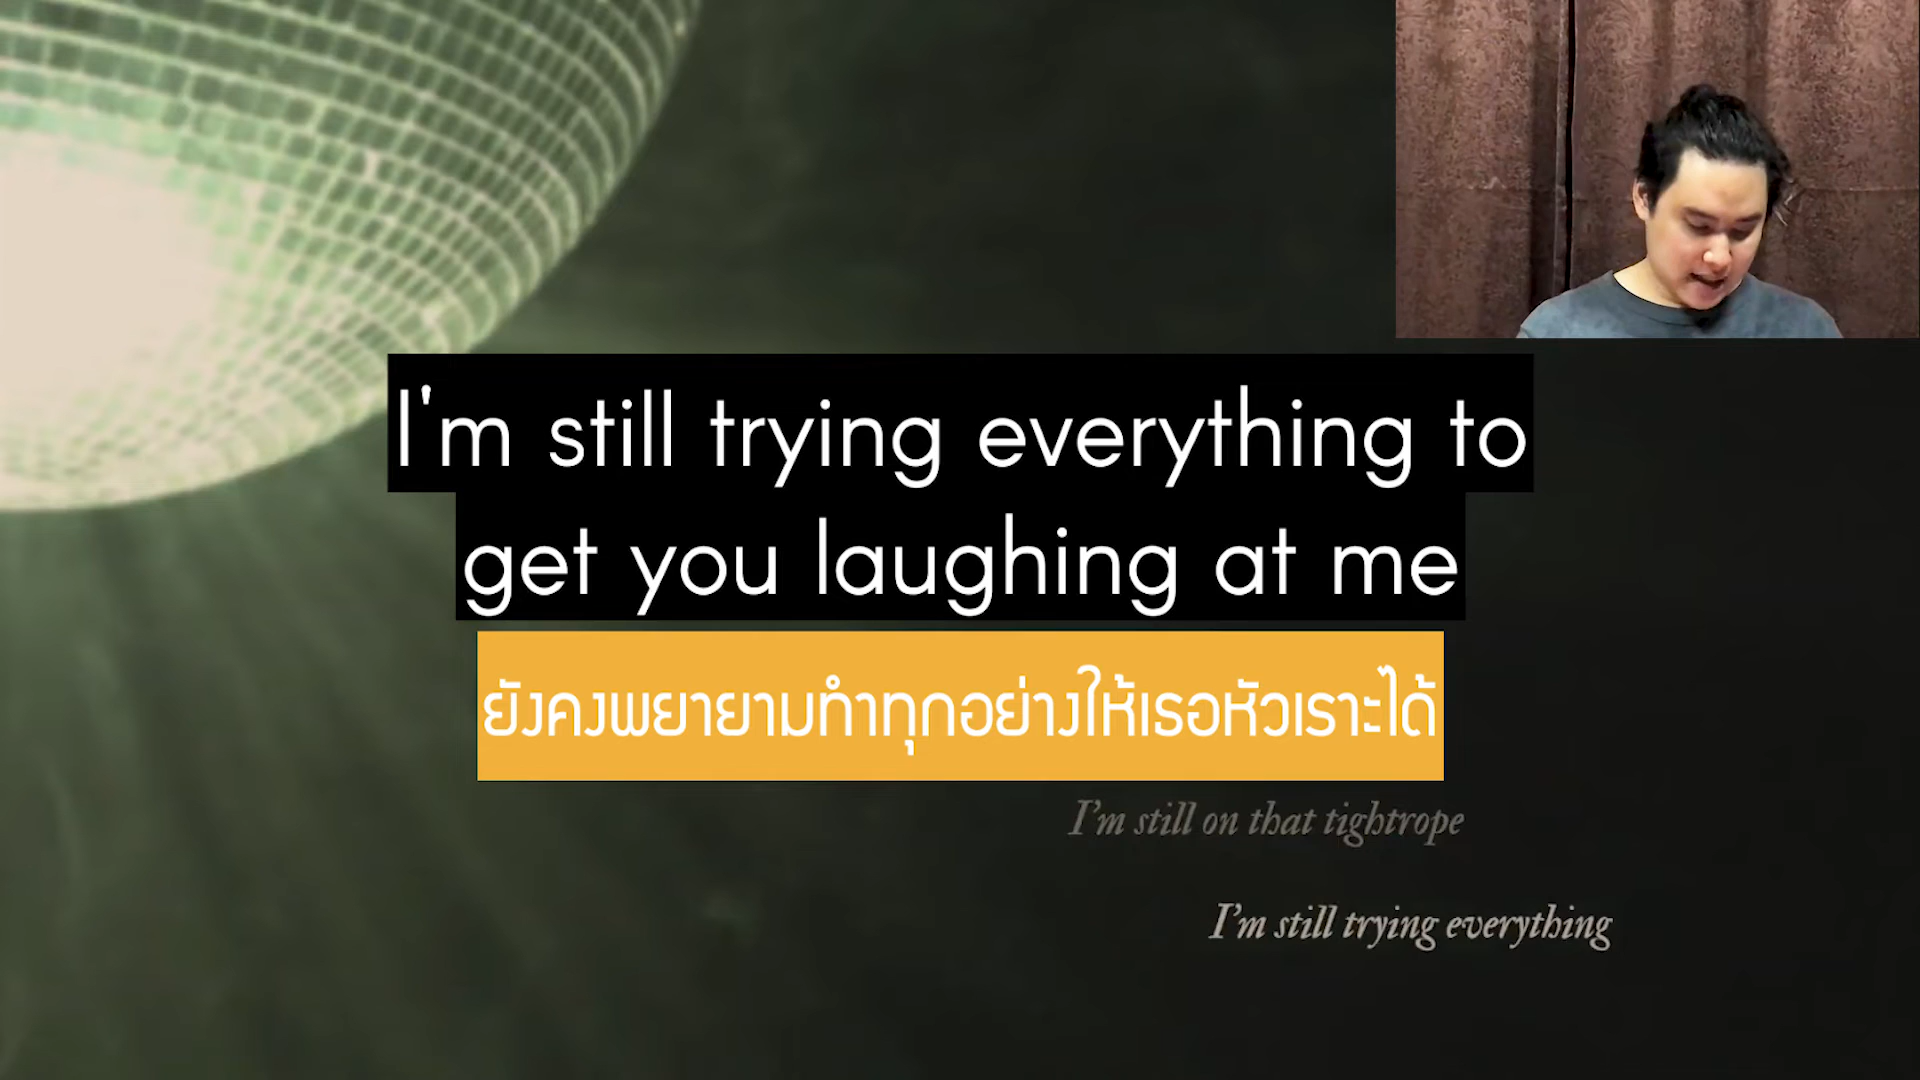 I'm still trying everything to
get you laughing at me
ยังคงพยายามทำทุกอย่างให้เธอหัวเราะได้
I'm still on that tightrope
I'm still trying everything